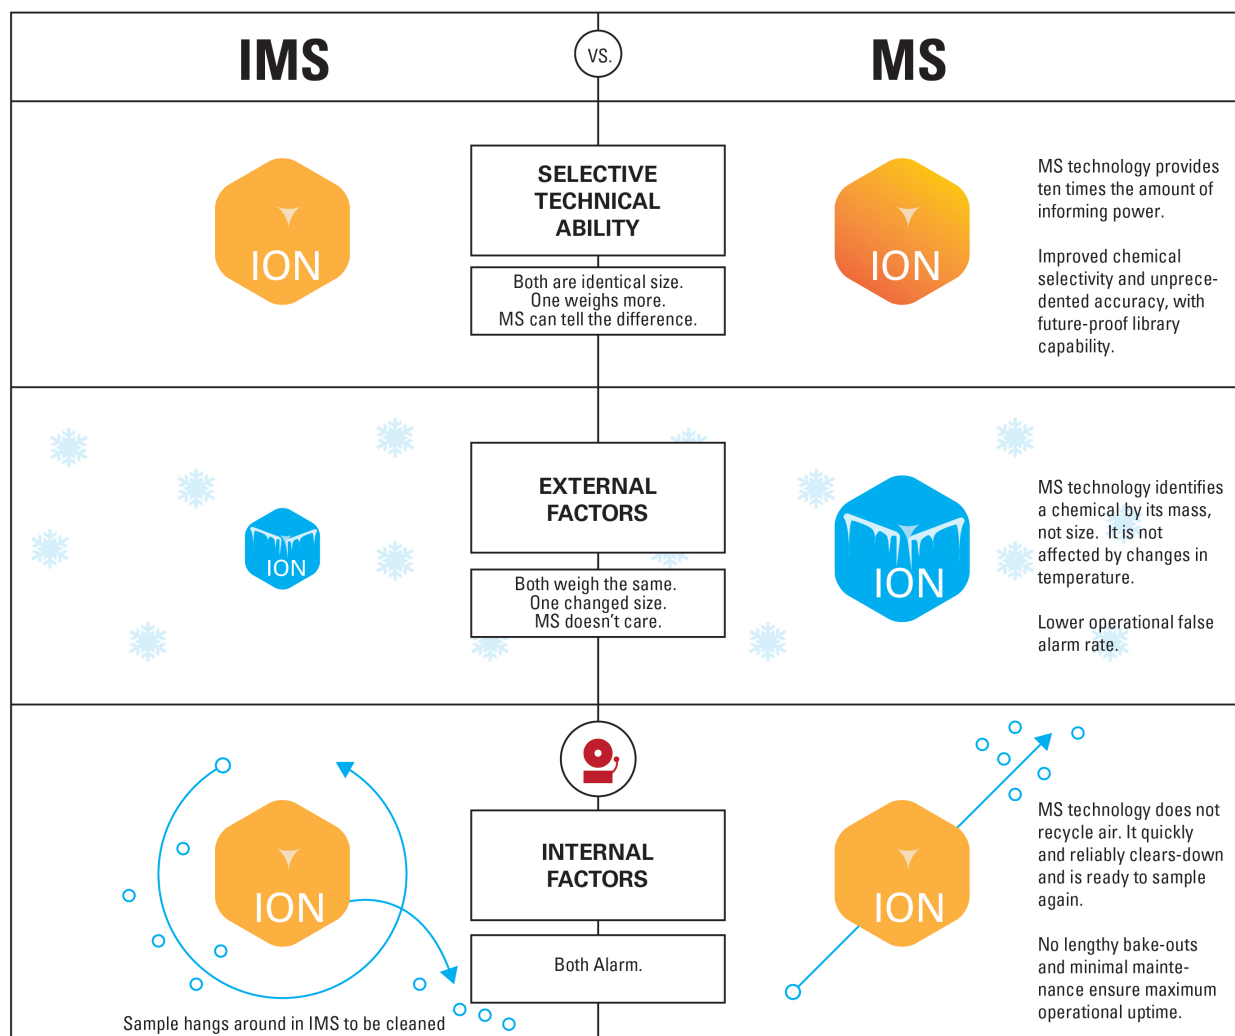 IMS
VS.
MS
ION
SELECTIVE
TECHNICAL
ABILITY
Both are identical size.
One weighs more.
MS can tell the difference.
ION
MS technology provides
ten times the amount of
informing power.
Improved chemical
selectivity and unprece-
dented accuracy, with
future-proof library
capability.
ION
EXTERNAL
FACTORS
Both weigh the same.
One changed size.
MS doesn't care.
ION
MS technology identifies
a chemical by its mass,
not size. It is not
affected by changes in
temperature.
Lower operational false
alarm rate.
ION
Sample hangs around in IMS to be cleaned
INTERNAL
FACTORS
Both Alarm.
ION
MS technology does not
recycle air. It quickly
and reliably clears-down
and is ready to sample
again.
No lengthy bake-outs
and minimal mainte-
nance ensure maximum
operational uptime.